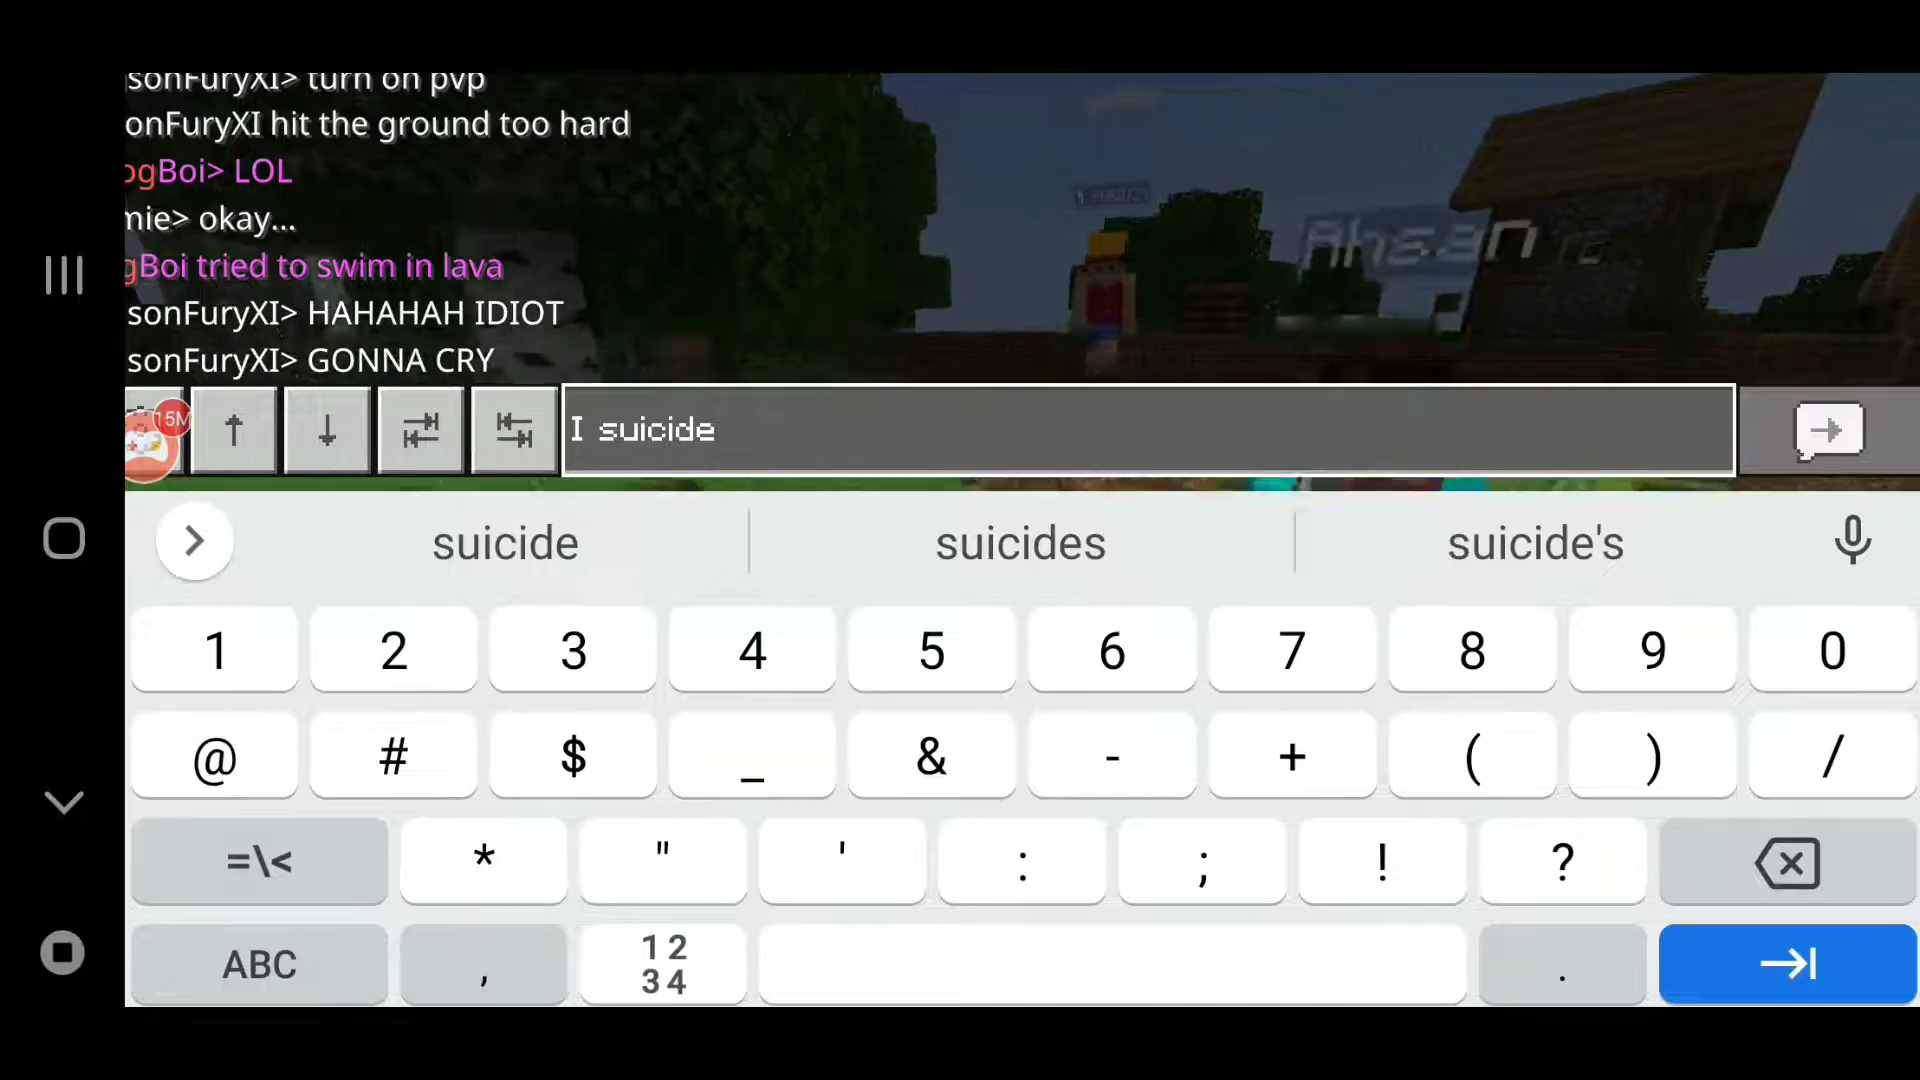 sonFuryXI> turn on pvp
onFuryXI hit the ground too hard
ogBoi> LOL
mie> okay...
gBoi tried to swim in lava
sonFuryXI> HAHAHAH IDIOT
sonFuryXI> GONNA CRY
Ahsan
15M
I suicide
suicide suicides suicide's
1 2 3 4 5 6 7 8 9 0
@ # $ _ & - + ( ) /
=\< * " ' : ; ! ?
ABC , 12 34 .